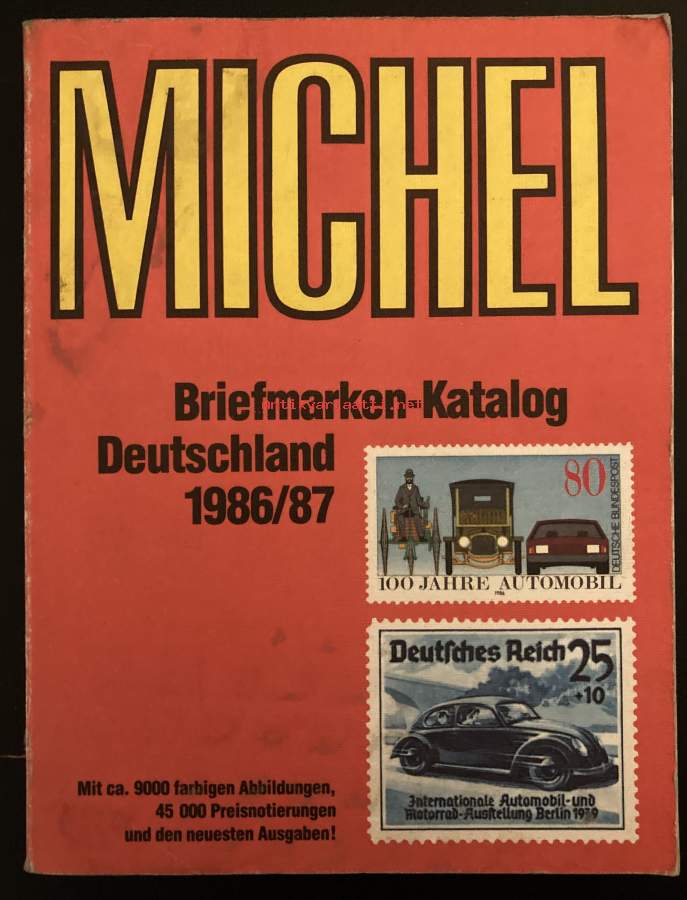 MICHEL
Briefmarken-Katalog
Deutschland
1986/87
80
DEUTSCHE BUNDESPOST
100 JAHRE AUTOMOBIL
1986
Deutſches Reich 25
+10
Internationale Automobil-und
Motorrad-Ausſtellung Berlin 1939
Mit ca. 9000 farbigen Abbildungen,
45 000 Preisnotierungen
und den neuesten Ausgaben!